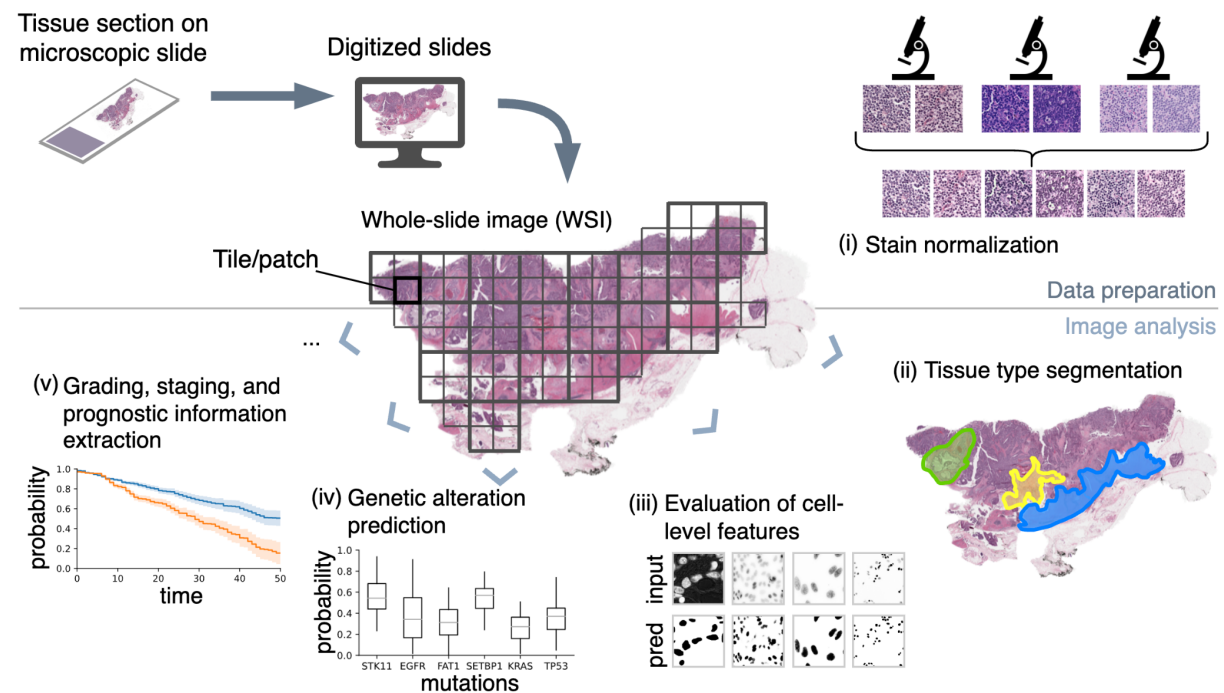 Tissue section on
microscopic slide
Digitized slides
Whole-slide image (WSI)
Tile/patch
(i) Stain normalization
Data preparation
Image analysis
...
(ii) Tissue type segmentation
(v) Grading, staging, and
prognostic information
extraction
probability
1.0
0.8
0.6
0.4
0.2
0.0
0 10 20 30 40 50
time
(iv) Genetic alteration
prediction
probability
1.0
0.8
0.6
0.4
0.2
0.0
STK11 EGFR FAT1 SETBP1 KRAS TP53
mutations
(iii) Evaluation of cell-
level features
input
pred